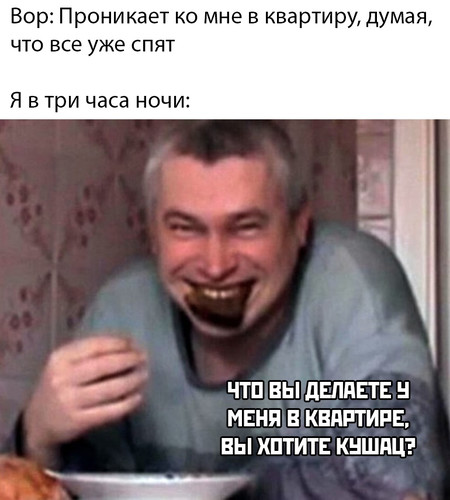 Вор: Проникает ко мне в квартиру, думая,
что все уже спят
Я в три часа ночи:
ЧТО ВЫ ДЕЛАЕТЕ У
МЕНЯ В КВАРТИРЕ,
ВЫ ХОТИТЕ КУШАЦ?